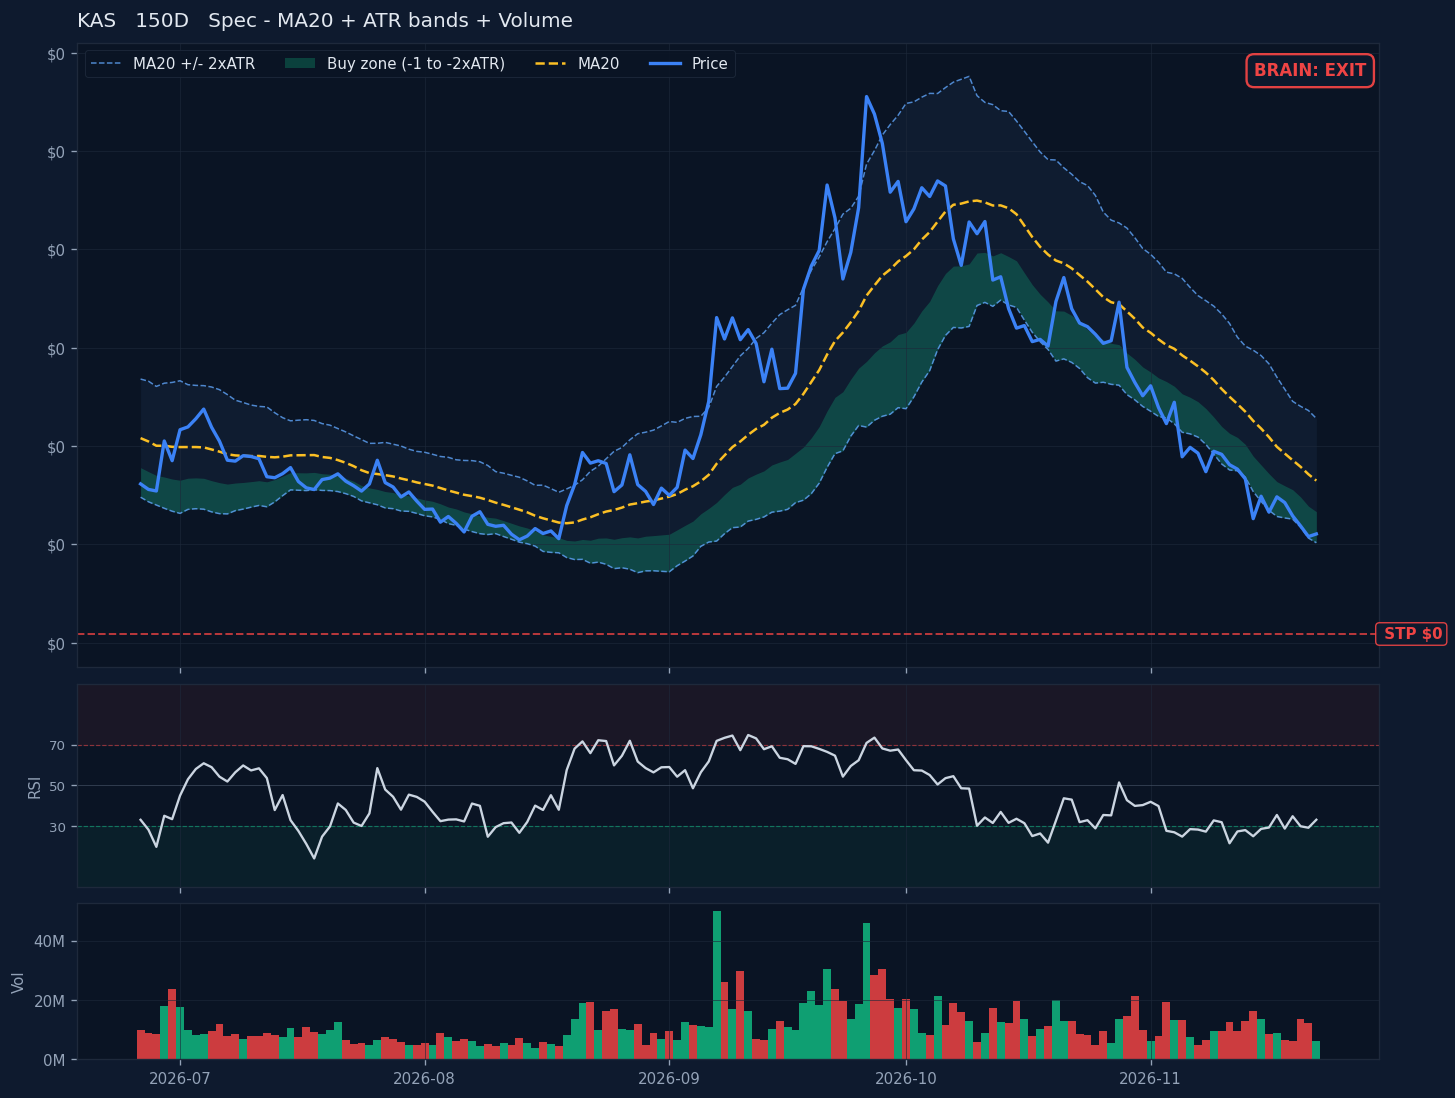 KAS   150D   Spec - MA20 + ATR bands + Volume
MA20 +/- 2xATR
Buy zone (-1 to -2xATR)
MA20
Price
BRAIN: EXIT
$0
$0
$0
$0
$0
$0
$0
STP $0
RSI
70
50
30
Vol
40M
20M
0M
2026-07
2026-08
2026-09
2026-10
2026-11